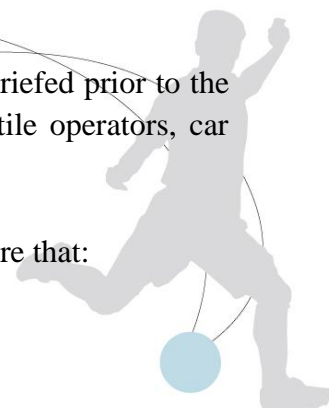 riefed prior to the
tile operators, car
re that: